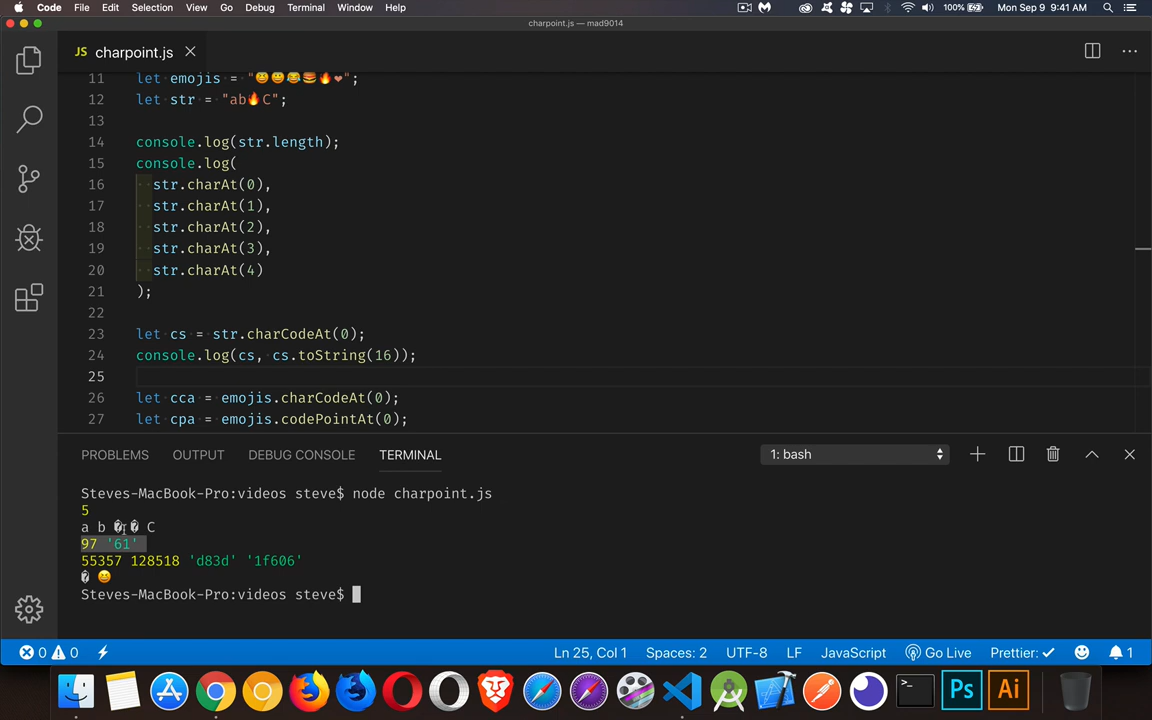 Code File Edit Selection View Go Debug Terminal Window Help 100% Mon Sep 9 9:41 AM
charpoint.js — mad9014
JS charpoint.js
11 let emojis = "😇😅😂🍔🔥❤";
12 let str = "ab🔥C";
13
14 console.log(str.length);
15 console.log(
16 str.charAt(0),
17 str.charAt(1),
18 str.charAt(2),
19 str.charAt(3),
20 str.charAt(4)
21 );
22
23 let cs = str.charCodeAt(0);
24 console.log(cs, cs.toString(16));
25
26 let cca = emojis.charCodeAt(0);
27 let cpa = emojis.codePointAt(0);
PROBLEMS OUTPUT DEBUG CONSOLE TERMINAL 1: bash
Steves-MacBook-Pro:videos steve$ node charpoint.js
5
a b � � C
97 '61'
55357 128518 'd83d' '1f606'
� 😆
Steves-MacBook-Pro:videos steve$
0 0 Ln 25, Col 1 Spaces: 2 UTF-8 LF JavaScript Go Live Prettier: ✓ 1
Ps Ai